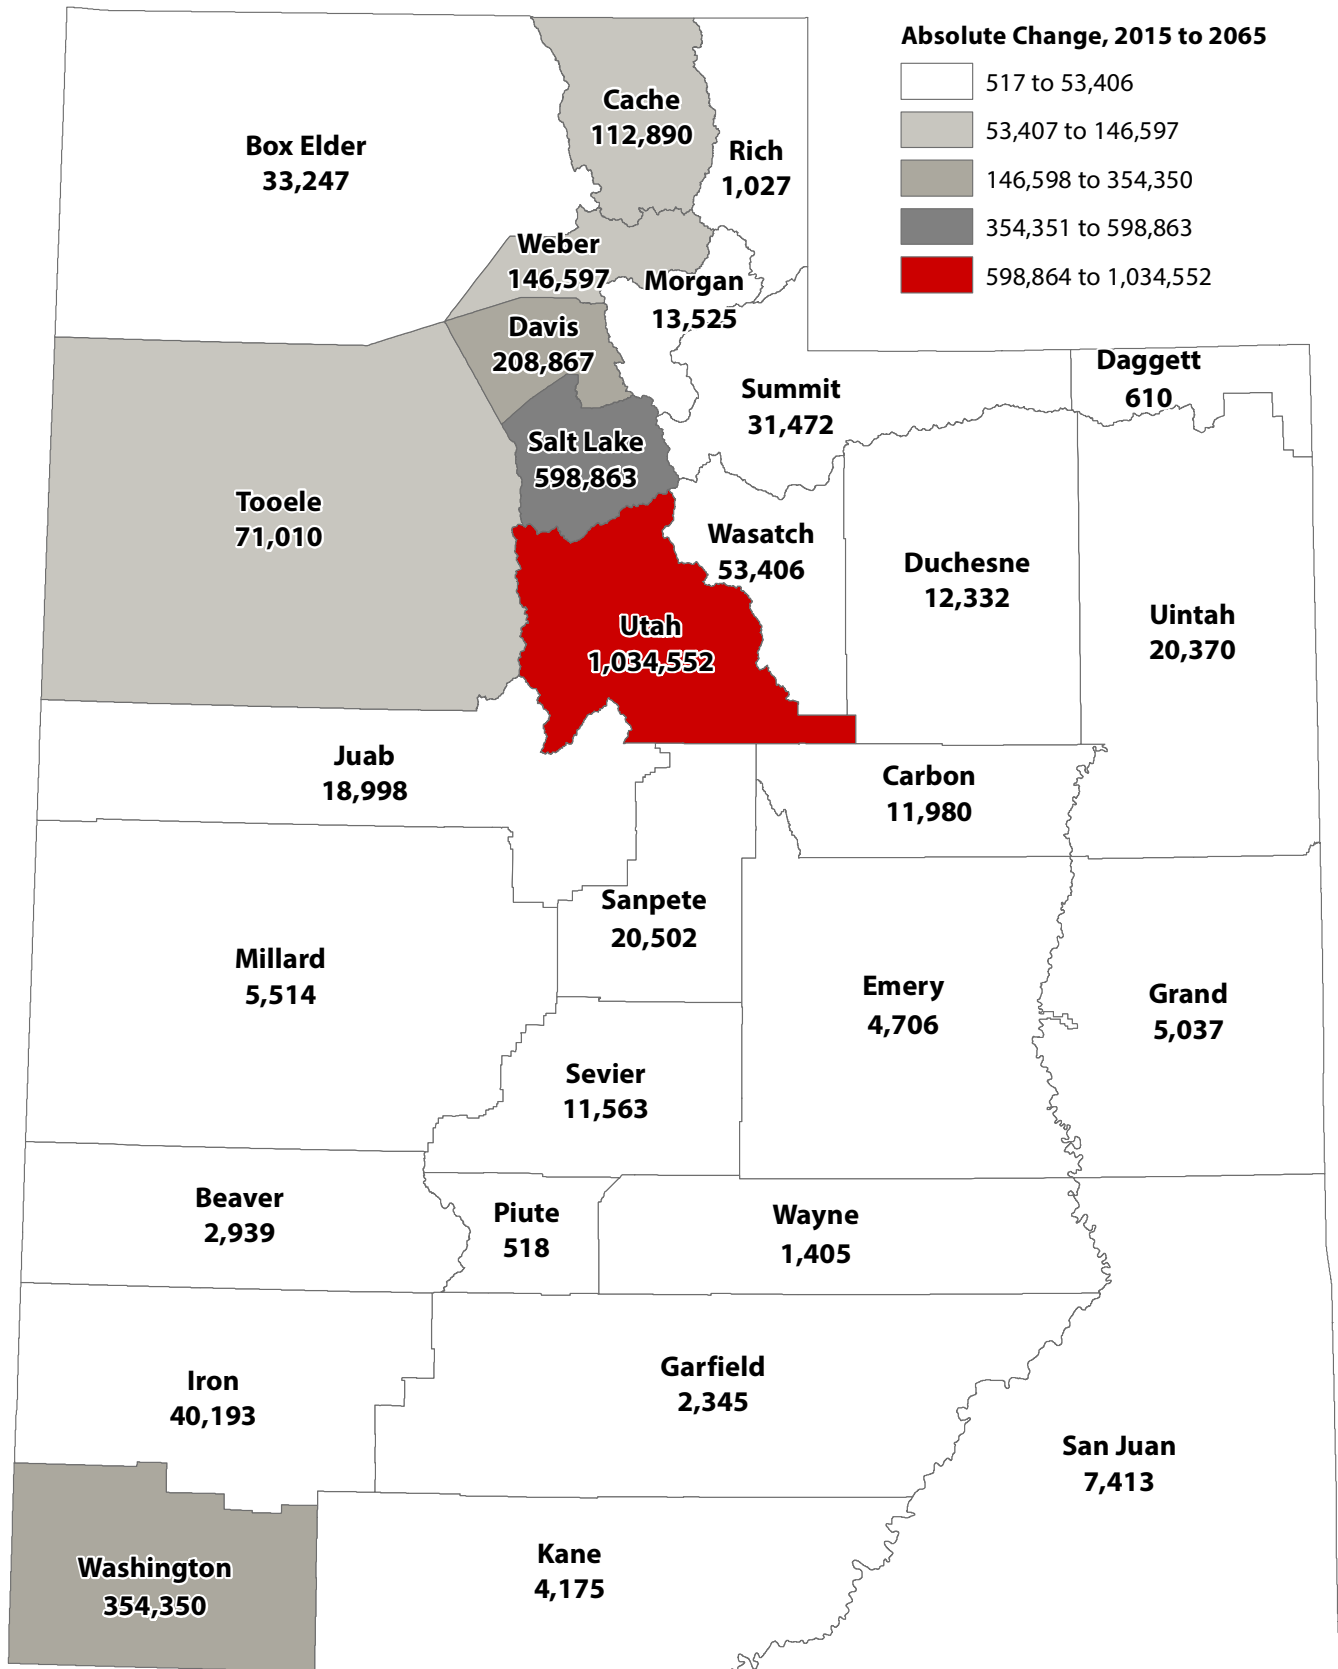 Absolute Change, 2015 to 2065
517 to 53,406
53,407 to 146,597
146,598 to 354,350
354,351 to 598,863
598,864 to 1,034,552
Cache
112,890
Box Elder
33,247
Rich
1,027
Weber
146,597
Morgan
13,525
Davis
208,867
Daggett
610
Summit
31,472
Salt Lake
598,863
Tooele
71,010
Wasatch
53,406
Duchesne
12,332
Uintah
20,370
Utah
1,034,552
Juab
18,998
Carbon
11,980
Sanpete
20,502
Millard
5,514
Emery
4,706
Grand
5,037
Sevier
11,563
Beaver
2,939
Piute
518
Wayne
1,405
Iron
40,193
Garfield
2,345
San Juan
7,413
Washington
354,350
Kane
4,175